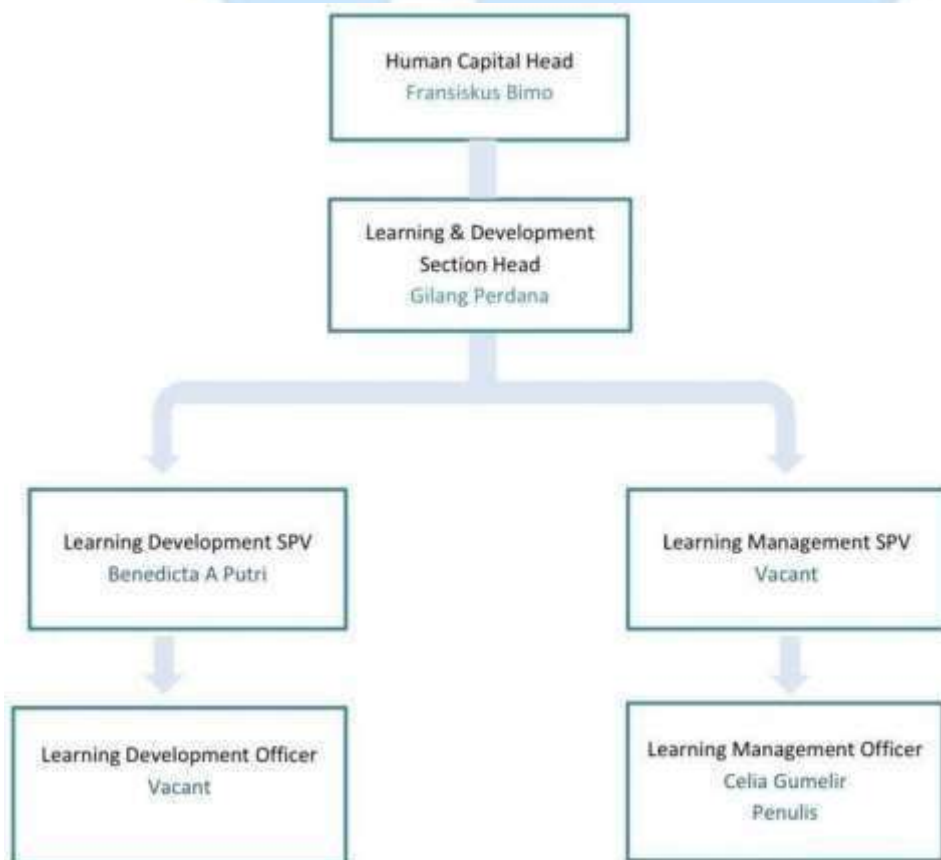 Human Capital Head
Fransiskus Bimo
Learning & Development
Section Head
Gilang Perdana
Learning Development SPV
Benedicta A Putri
Learning Management SPV
Vacant
Learning Development Officer
Vacant
Learning Management Officer
Celia Gumelir
Penulis